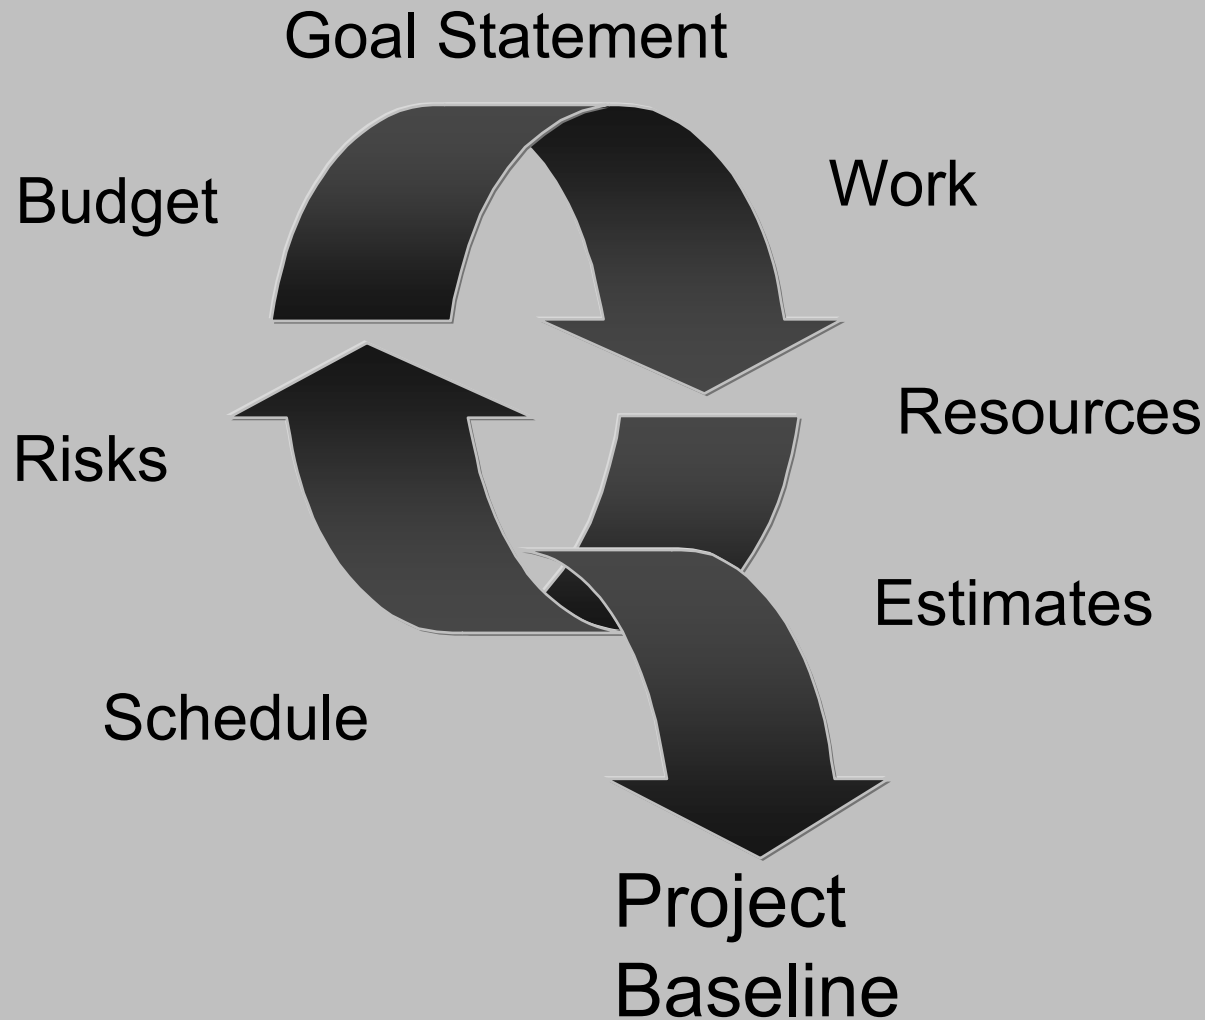 Goal Statement
Work
Budget
Resources
Risks
Estimates
Schedule
Project
Baseline